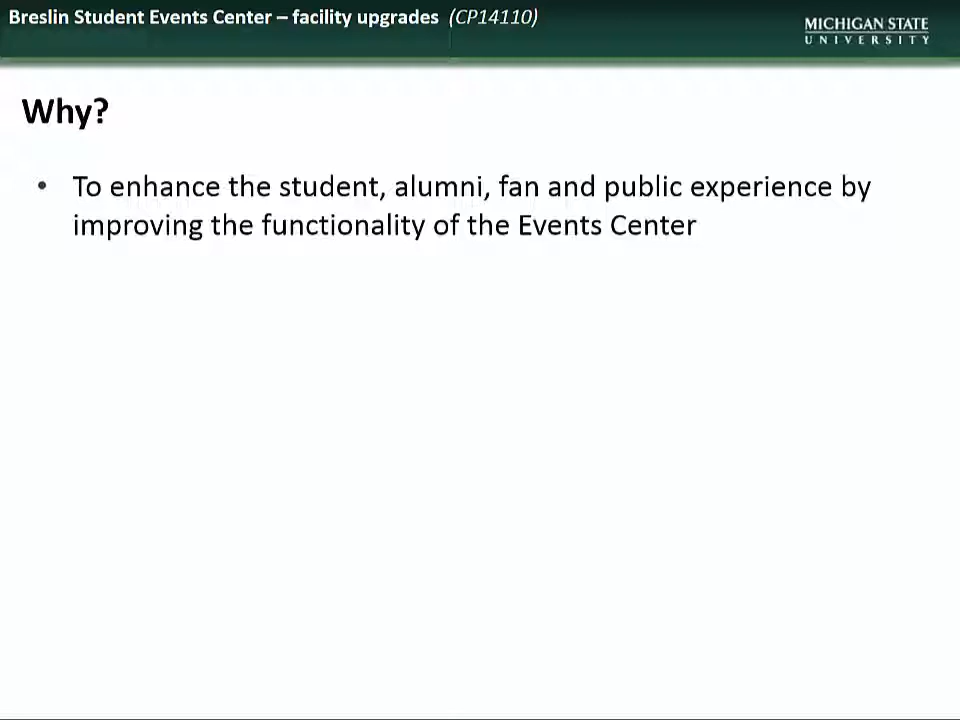 Breslin Student Events Center – facility upgrades (CP14110)
MICHIGAN STATE
UNIVERSITY
Why?
• To enhance the student, alumni, fan and public experience by
improving the functionality of the Events Center